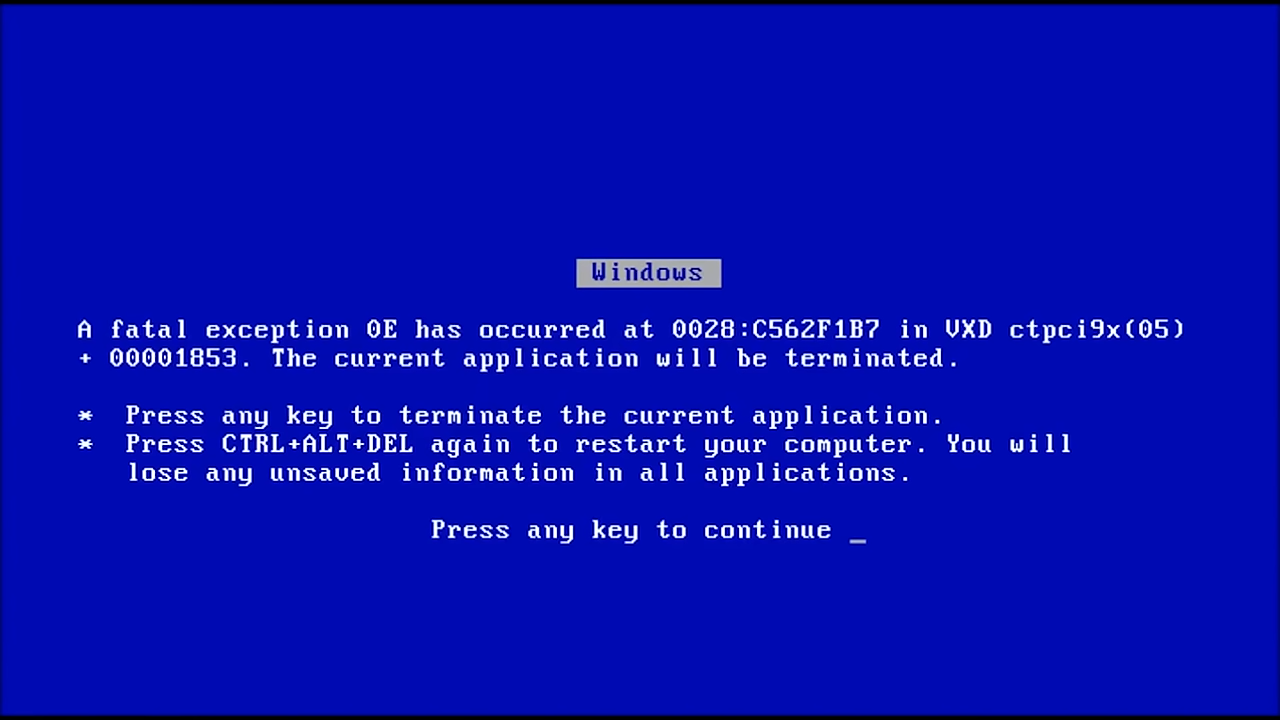 Windows
A fatal exception 0E has occurred at 0028:C562F1B7 in VXD ctpci9x(05)
+ 00001853. The current application will be terminated.
* Press any key to terminate the current application.
* Press CTRL+ALT+DEL again to restart your computer. You will
lose any unsaved information in all applications.
Press any key to continue _